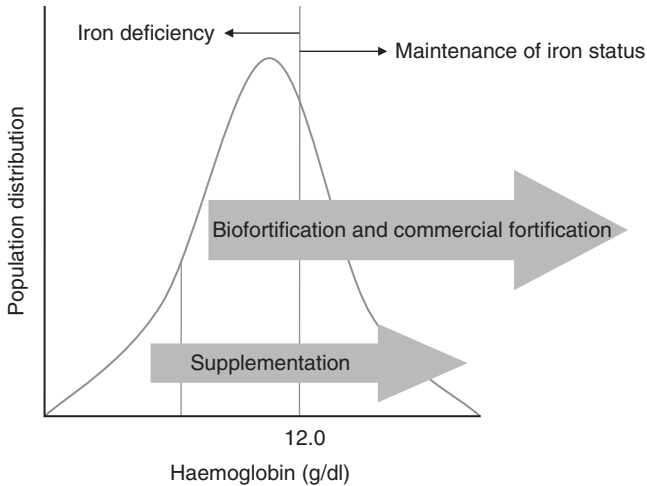 Iron deficiency
Maintenance of iron status
Population distribution
Biofortification and commercial fortification
Supplementation
12.0
Haemoglobin (g/dl)